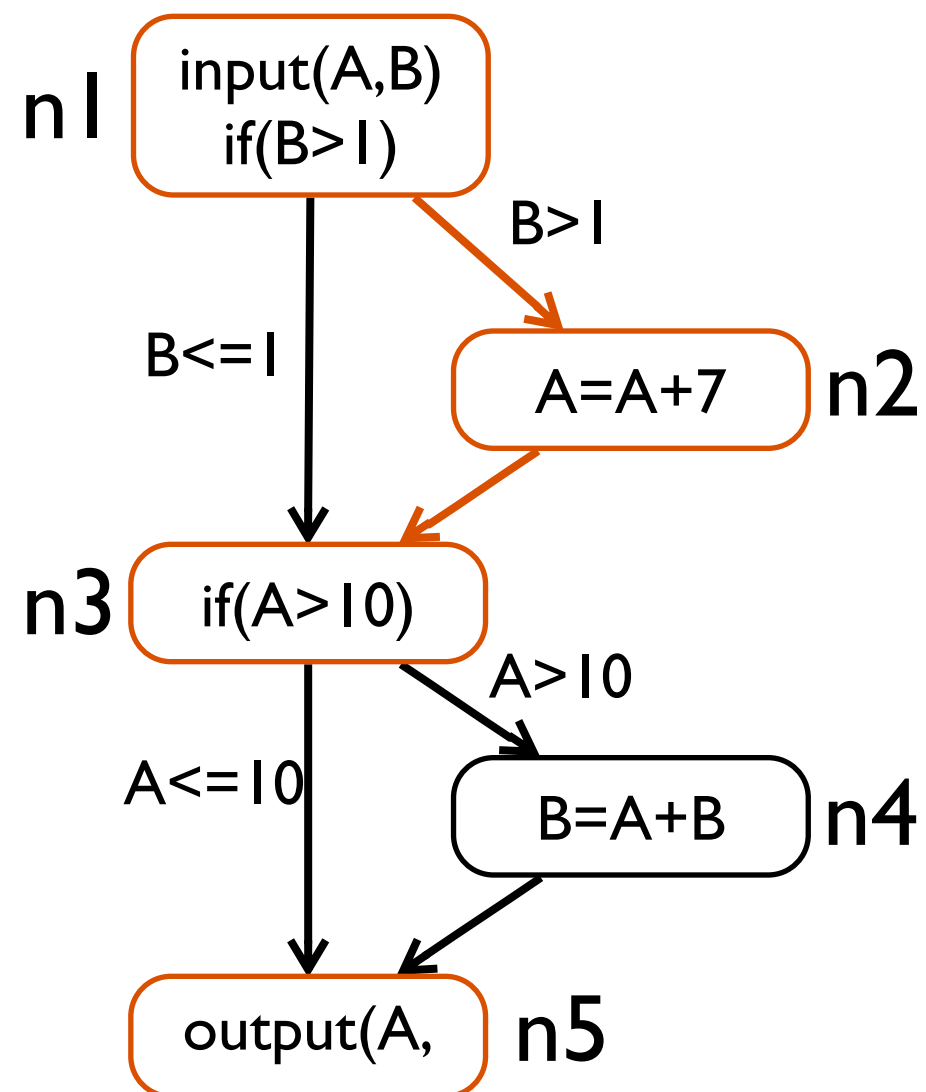 n1
input(A,B)
if(B>1)
B>1
B<=1
A=A+7
n2
n3
if(A>10)
A>10
A<=10
B=A+B
n4
output(A,
n5